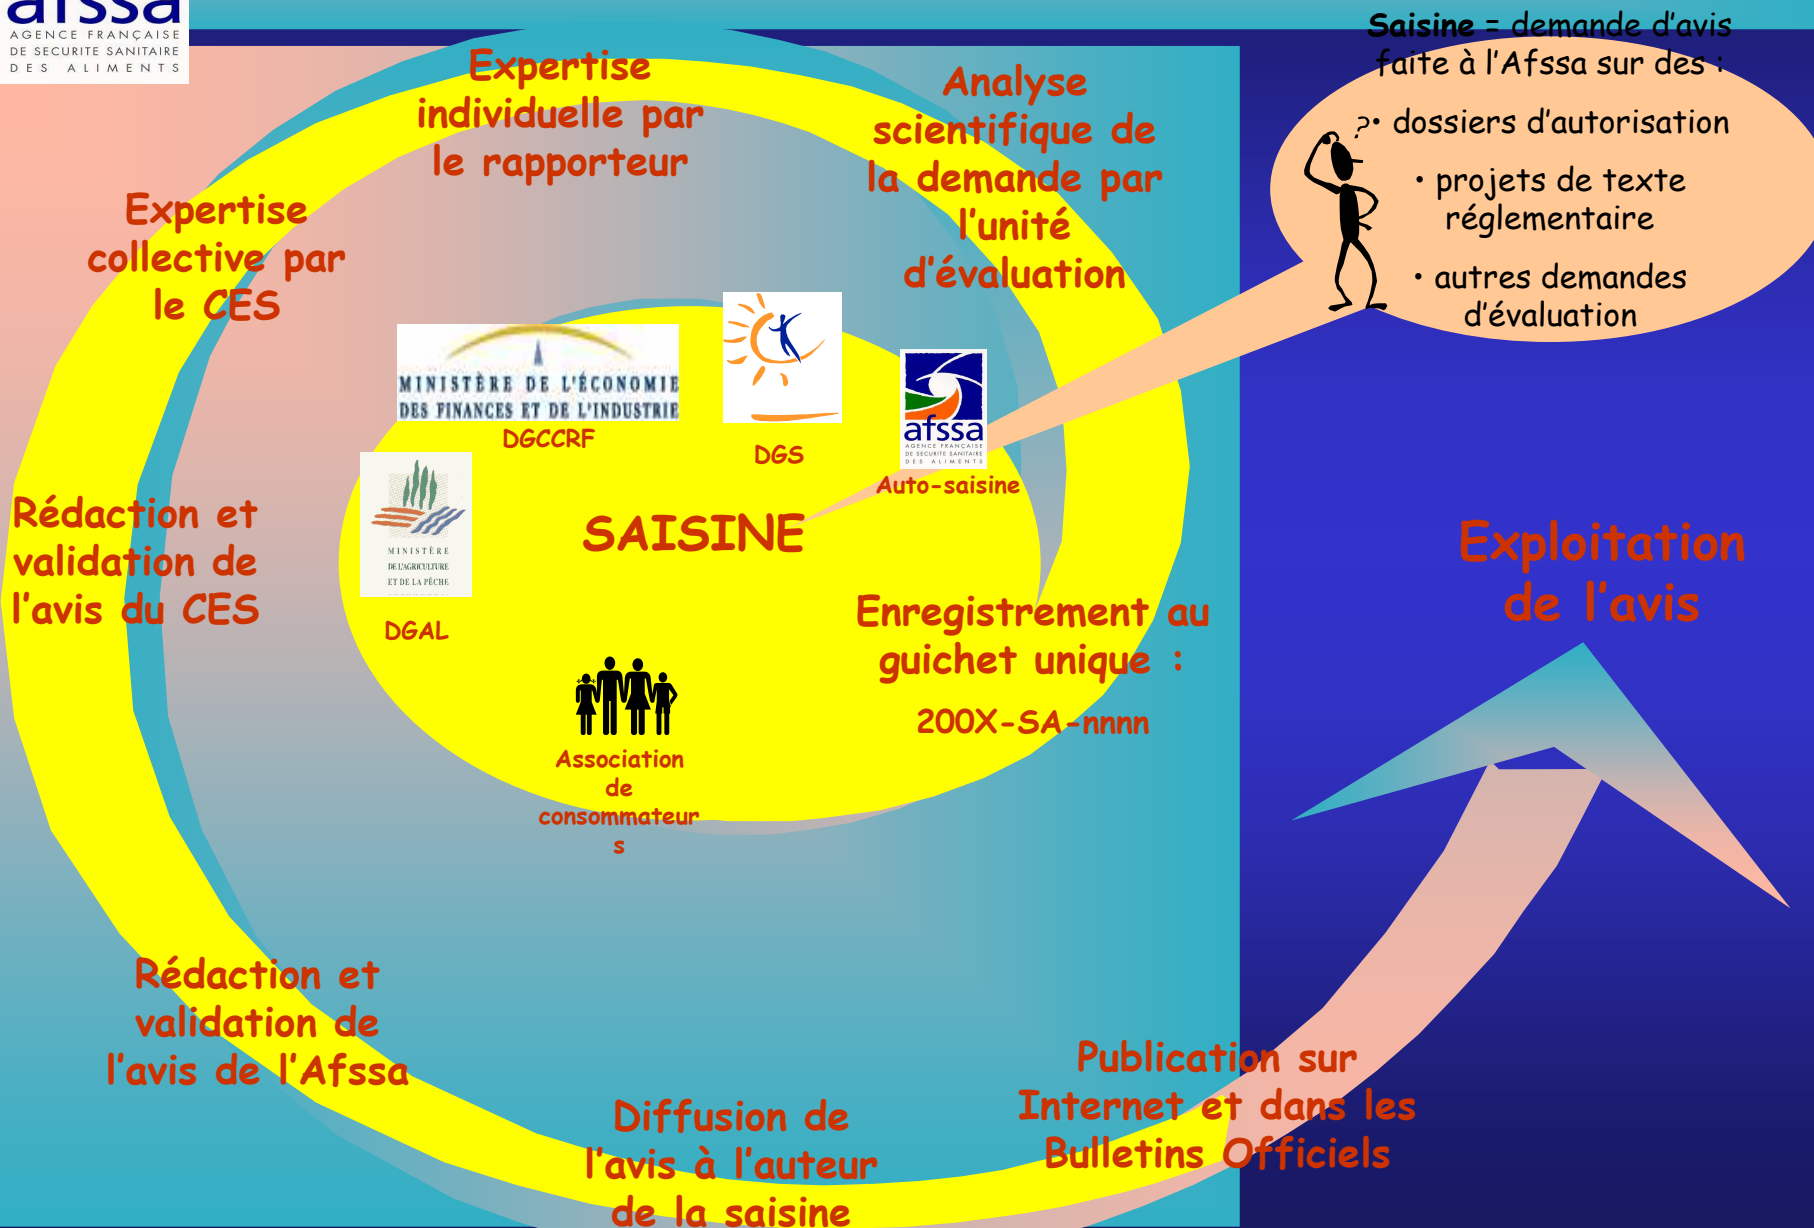 afssa
AGENCE FRANÇAISE
DE SECURITE SANITAIRE
DES ALIMENTS
Saisine = demande d'avis
faite à l'Afssa sur des :
?
• dossiers d'autorisation
• projets de texte
réglementaire
• autres demandes
d'évaluation
Expertise
individuelle par
le rapporteur
Analyse
scientifique de
la demande par
l'unité
d'évaluation
Expertise
collective par
le CES
MINISTÈRE DE L'ÉCONOMIE
DES FINANCES ET DE L'INDUSTRIE
DGCCRF
DGS
afssa
AGENCE FRANÇAISE
DE SECURITE SANITAIRE
DES ALIMENTS
Auto-saisine
MINISTÈRE
DE L'AGRICULTURE
ET DE LA PÊCHE
DGAL
SAISINE
Rédaction et
validation de
l'avis du CES
Enregistrement au
guichet unique :
200X-SA-nnnn
Association
de
consommateur
s
Exploitation
de l'avis
Rédaction et
validation de
l'avis de l'Afssa
Diffusion de
l'avis à l'auteur
de la saisine
Publication sur
Internet et dans les
Bulletins Officiels